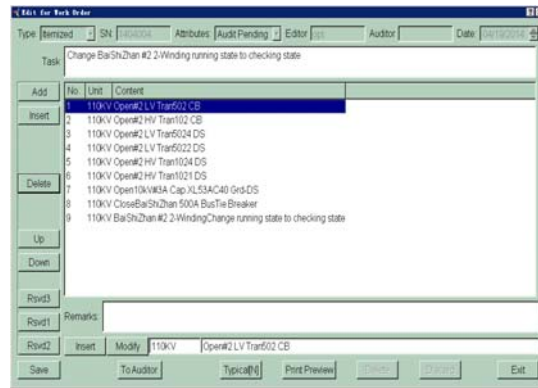 Edit for Work Order
Type Itemized SN 1404004 Attributes: Audit Pending Editor Auditor Date 04/19/2014
Task Change BaiShiZhan #2 2-Winding running state to checking state
Add
Insert
Delete
Up
Down
Rsvd3
Rsvd1
Rsvd2
Save
No. Unit Content
1 110KV Open#2 LV Tran502 CB
2 110KV Open#2 HV Tran102 CB
3 110KV Open#2 LV Tran5024 DS
4 110KV Open#2 LV Tran5022 DS
5 110KV Open#2 HV Tran1024 DS
6 110KV Open#2 HV Tran1021 DS
7 110KV Open10kV#3A Cap.XL53AC40 Grd-DS
8 110KV CloseBaiShiZhan 500A BusTie Breaker
9 110KV BaiShiZhan #2 2-WindingChange running state to checking state
Remarks:
Insert Modify 110KV Open#2 LV Tran502 CB
To Auditor Typical[N] Print Preview Delete Discard Exit